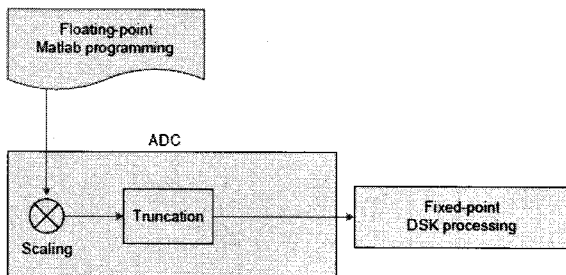 Floating-point
Matlab programming
ADC
Scaling
Truncation
Fixed-point
DSK processing